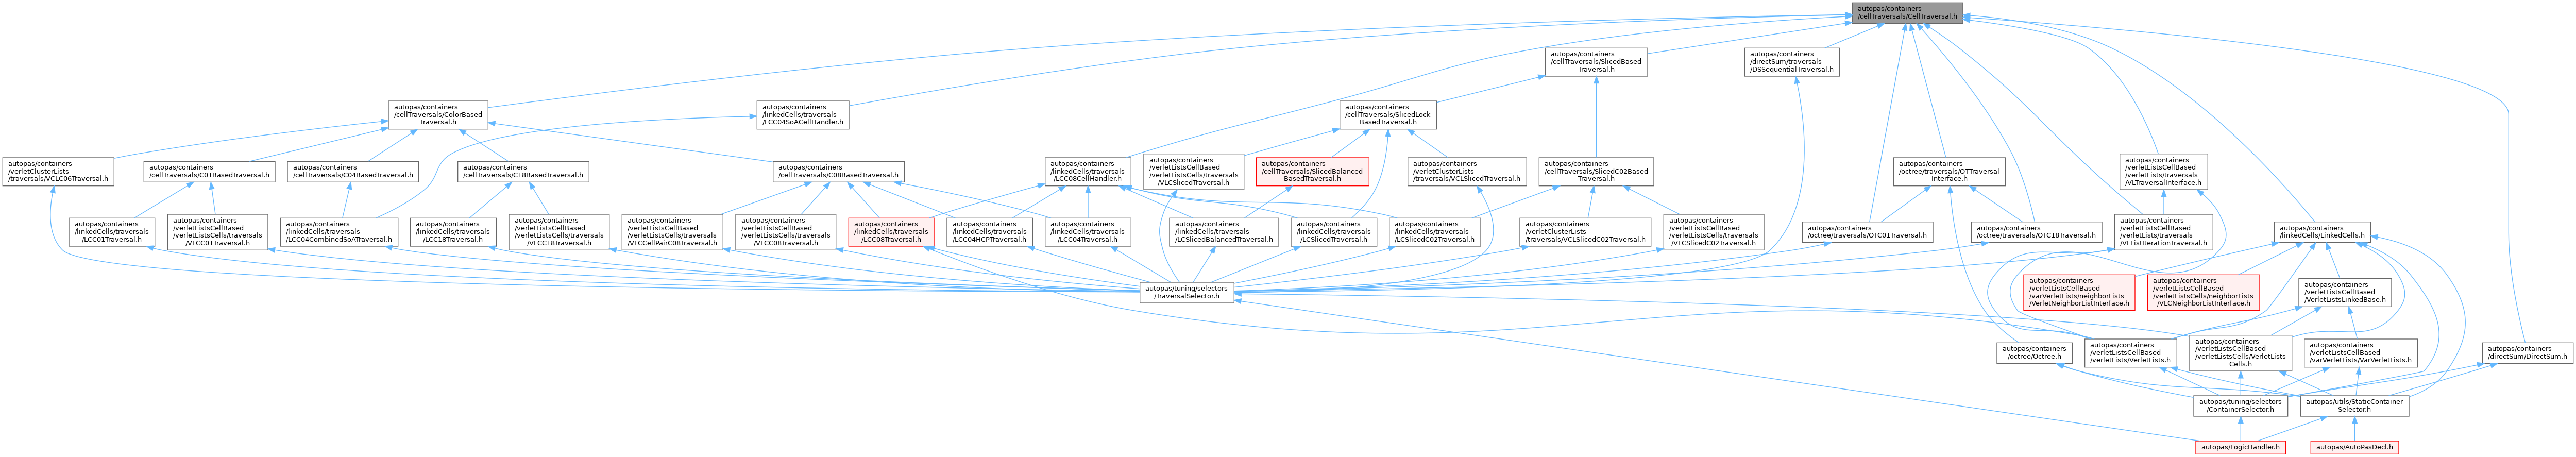 autopas/containers
/cellTraversals/CellTraversal.h
autopas/containers
/cellTraversals/SlicedBased
Traversal.h
autopas/containers
/directSum/traversals
/DSSequentialTraversal.h
autopas/containers
/cellTraversals/ColorBased
Traversal.h
autopas/containers
/linkedCells/traversals
/LCC04SoACellHandler.h
autopas/containers
/cellTraversals/SlicedLock
BasedTraversal.h
autopas/containers
/verletClusterLists
/traversals/VCLC06Traversal.h
autopas/containers
/cellTraversals/C01BasedTraversal.h
autopas/containers
/cellTraversals/C04BasedTraversal.h
autopas/containers
/cellTraversals/C18BasedTraversal.h
autopas/containers
/cellTraversals/C08BasedTraversal.h
autopas/containers
/linkedCells/traversals
/LCC08CellHandler.h
autopas/containers
/verletListsCellBased
/verletListsCells/traversals
/VLCSlicedTraversal.h
autopas/containers
/cellTraversals/SlicedBalanced
BasedTraversal.h
autopas/containers
/verletClusterLists
/traversals/VCLSlicedTraversal.h
autopas/containers
/cellTraversals/SlicedC02Based
Traversal.h
autopas/containers
/octree/traversals/OTTraversal
Interface.h
autopas/containers
/verletListsCellBased
/verletLists/traversals
/VLTraversalInterface.h
autopas/containers
/linkedCells/traversals
/LCC01Traversal.h
autopas/containers
/verletListsCellBased
/verletListsCells/traversals
/VLCC01Traversal.h
autopas/containers
/linkedCells/traversals
/LCC04CombinedSoATraversal.h
autopas/containers
/linkedCells/traversals
/LCC18Traversal.h
autopas/containers
/verletListsCellBased
/verletListsCells/traversals
/VLCC18Traversal.h
autopas/containers
/verletListsCellBased
/verletListsCells/traversals
/VLCCellPairC08Traversal.h
autopas/containers
/verletListsCellBased
/verletListsCells/traversals
/VLCC08Traversal.h
autopas/containers
/linkedCells/traversals
/LCC08Traversal.h
autopas/containers
/linkedCells/traversals
/LCC04HCPTraversal.h
autopas/containers
/linkedCells/traversals
/LCC04Traversal.h
autopas/containers
/linkedCells/traversals
/LCSlicedBalancedTraversal.h
autopas/containers
/linkedCells/traversals
/LCSlicedTraversal.h
autopas/containers
/linkedCells/traversals
/LCSlicedC02Traversal.h
autopas/containers
/verletClusterLists
/traversals/VCLSlicedC02Traversal.h
autopas/containers
/verletListsCellBased
/verletListsCells/traversals
/VLCSlicedC02Traversal.h
autopas/containers
/octree/traversals/OTC01Traversal.h
autopas/containers
/octree/traversals/OTC18Traversal.h
autopas/containers
/verletListsCellBased
/verletLists/traversals
/VLListIterationTraversal.h
autopas/containers
/linkedCells/LinkedCells.h
autopas/tuning/selectors
/TraversalSelector.h
autopas/containers
/verletListsCellBased
/varVerletLists/neighborLists
/VerletNeighborListInterface.h
autopas/containers
/verletListsCellBased
/verletListsCells/neighborLists
/VLCNeighborListInterface.h
autopas/containers
/verletListsCellBased
/VerletListsLinkedBase.h
autopas/containers
/octree/Octree.h
autopas/containers
/verletListsCellBased
/verletLists/VerletLists.h
autopas/containers
/verletListsCellBased
/verletListsCells/VerletLists
Cells.h
autopas/containers
/verletListsCellBased
/varVerletLists/VarVerletLists.h
autopas/containers
/directSum/DirectSum.h
autopas/tuning/selectors
/ContainerSelector.h
autopas/utils/StaticContainer
Selector.h
autopas/LogicHandler.h
autopas/AutoPasDecl.h